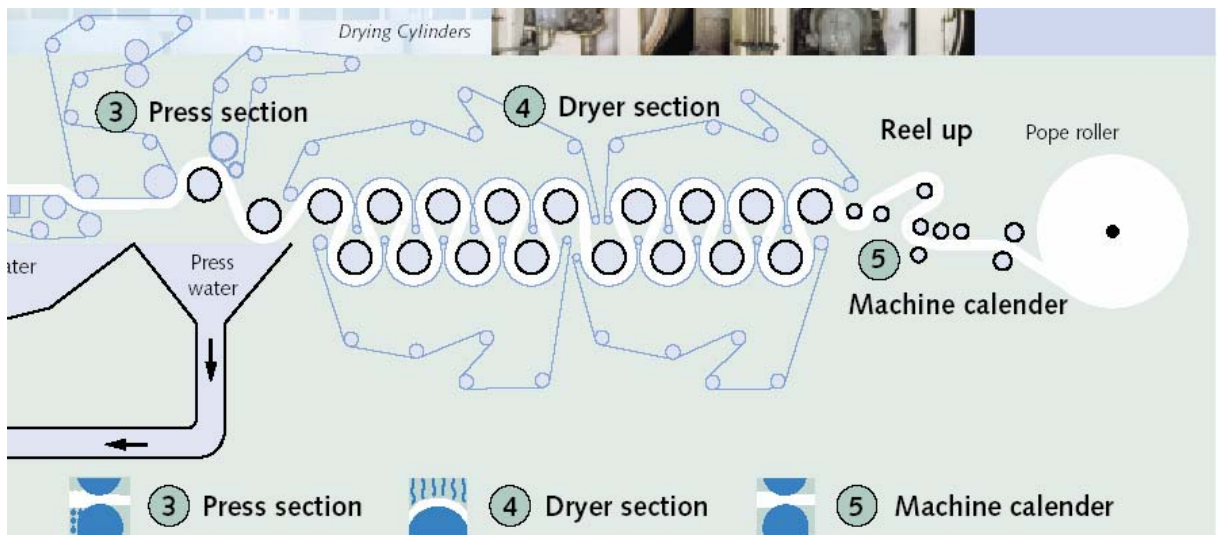 Drying Cylinders
3 Press section
4 Dryer section
Reel up
Pope roller
ater
Press
water
5
Machine calender
3 Press section
4 Dryer section
5 Machine calender